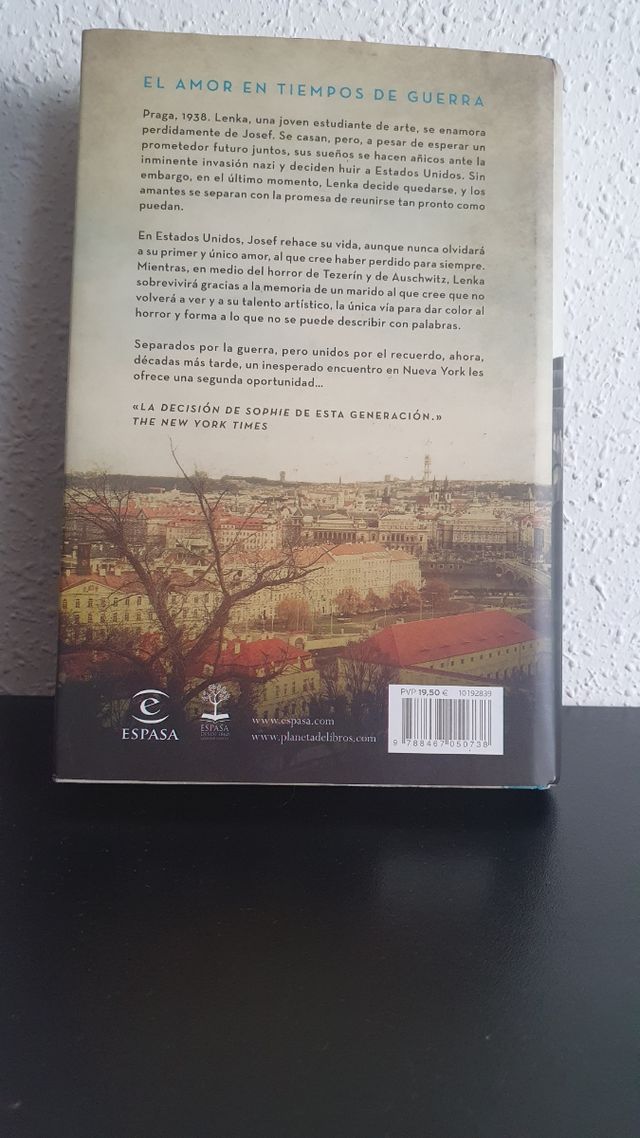 EL AMOR EN TIEMPOS DE GUERRA
Praga, 1938. Lenka, una joven estudiante de arte, se enamora
perdidamente de Josef. Se casan, pero, a pesar de esperar un
prometedor futuro juntos, sus sueños se hacen añicos ante la
inminente invasión nazi y deciden huir a Estados Unidos. Sin
embargo, en el último momento, Lenka decide quedarse, y los
amantes se separan con la promesa de reunirse tan pronto como
puedan.
En Estados Unidos, Josef rehace su vida, aunque nunca olvidará
a su primer y único amor, al que cree haber perdido para siempre.
Mientras, en medio del horror de Tezerín y de Auschwitz, Lenka
sobrevivirá gracias a la memoria de un marido al que cree que no
volverá a ver y a su talento artístico, la única vía para dar color al
horror y forma a lo que no se puede describir con palabras.
Separados por la guerra, pero unidos por el recuerdo, ahora,
décadas más tarde, un inesperado encuentro en Nueva York les
ofrece una segunda oportunidad...
«LA DECISIÓN DE SOPHIE DE ESTA GENERACIÓN.»
THE NEW YORK TIMES
e
ESPASA
ESPASA
DESDE 1860
www.espasa.com
www.planetadelibros.com
PVP 19,50 € 10192839
9 788467 050738